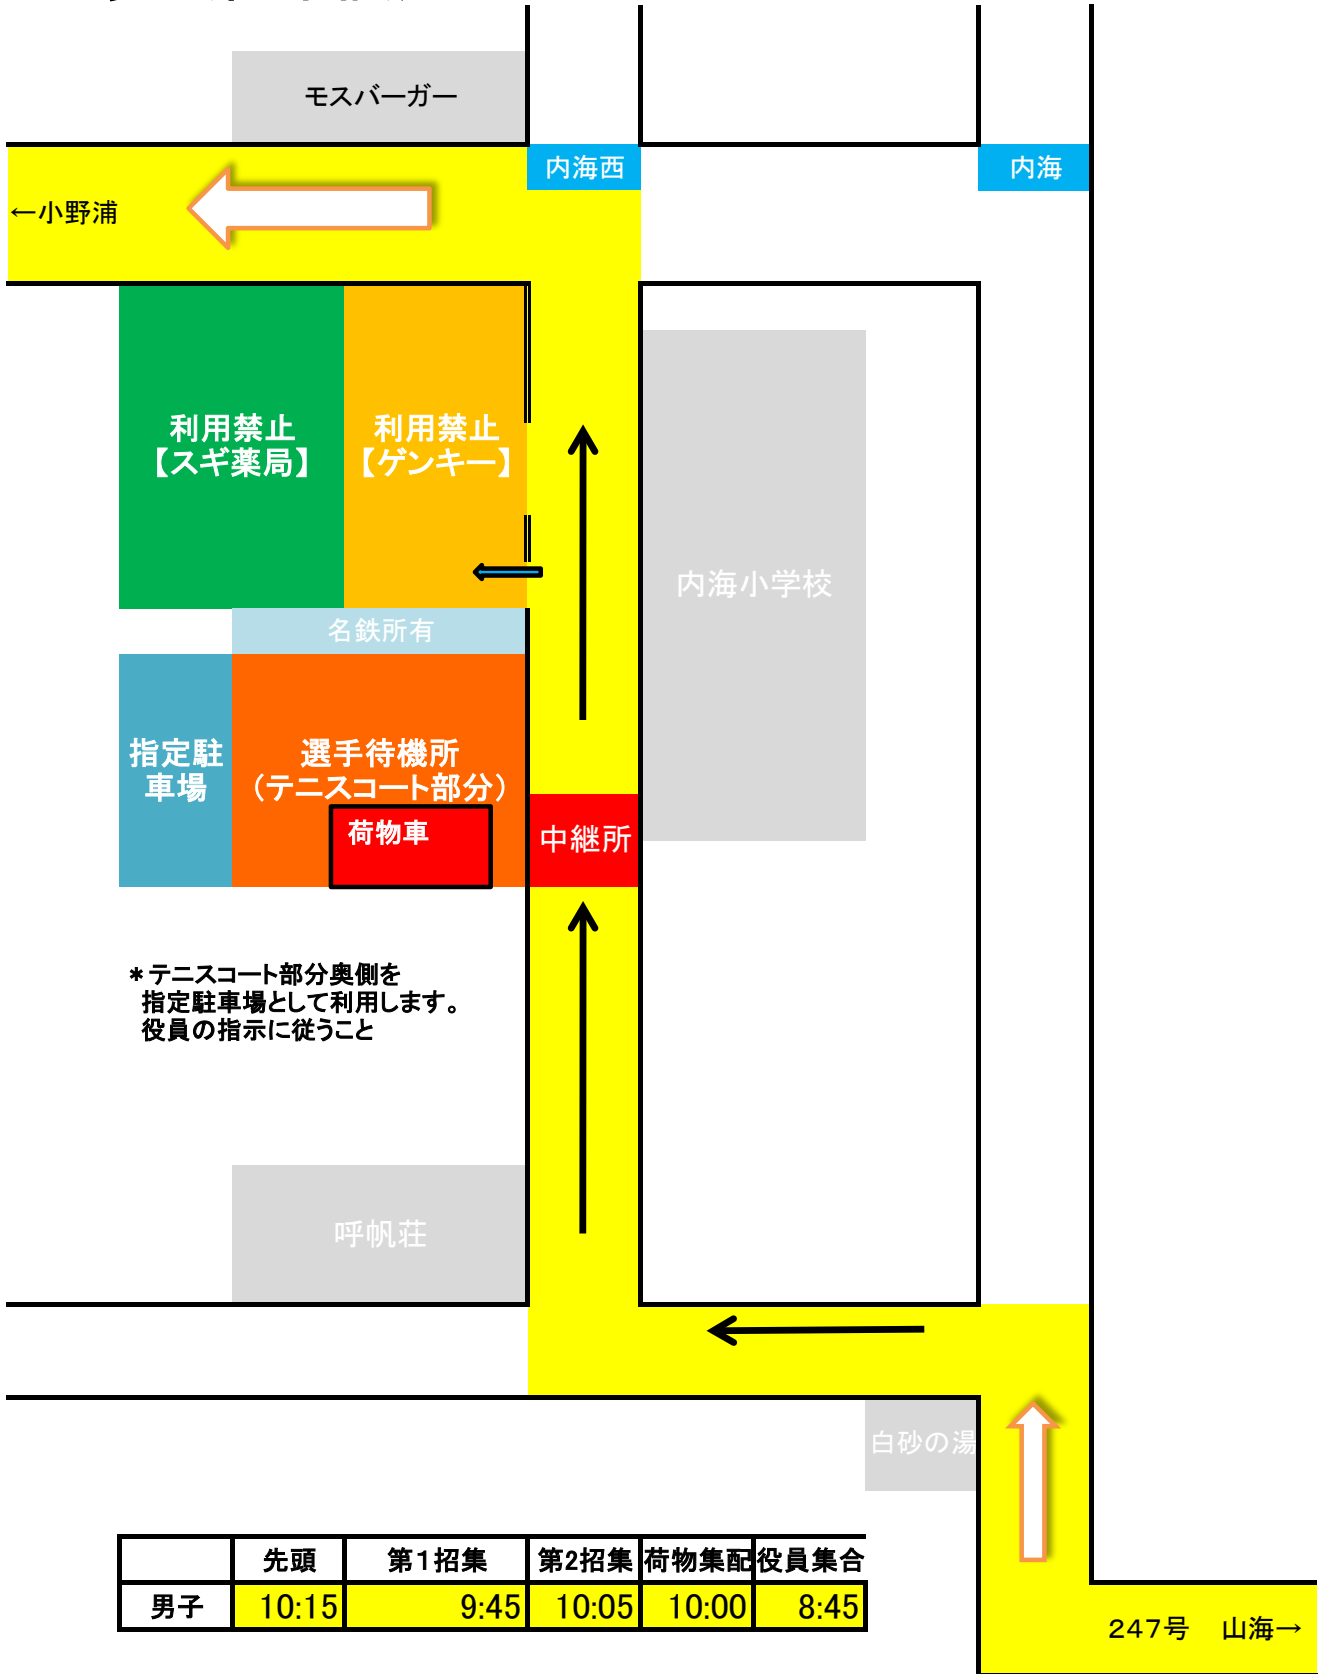 モスバーガー
内海西
内海
←小野浦
利用禁止
【スギ薬局】
利用禁止
【ゲンキー】
内海小学校
名鉄所有
指定駐
車場
選手待機所
（テニスコート部分）
荷物車
中継所
＊テニスコート部分奥側を
指定駐車場として利用します。
役員の指示に従うこと
呼帆荘
白砂の湯
先頭 第１招集 第2招集 荷物集配 役員集合
男子 10:15 9:45 10:05 10:00 8:45
２４７号　山海→